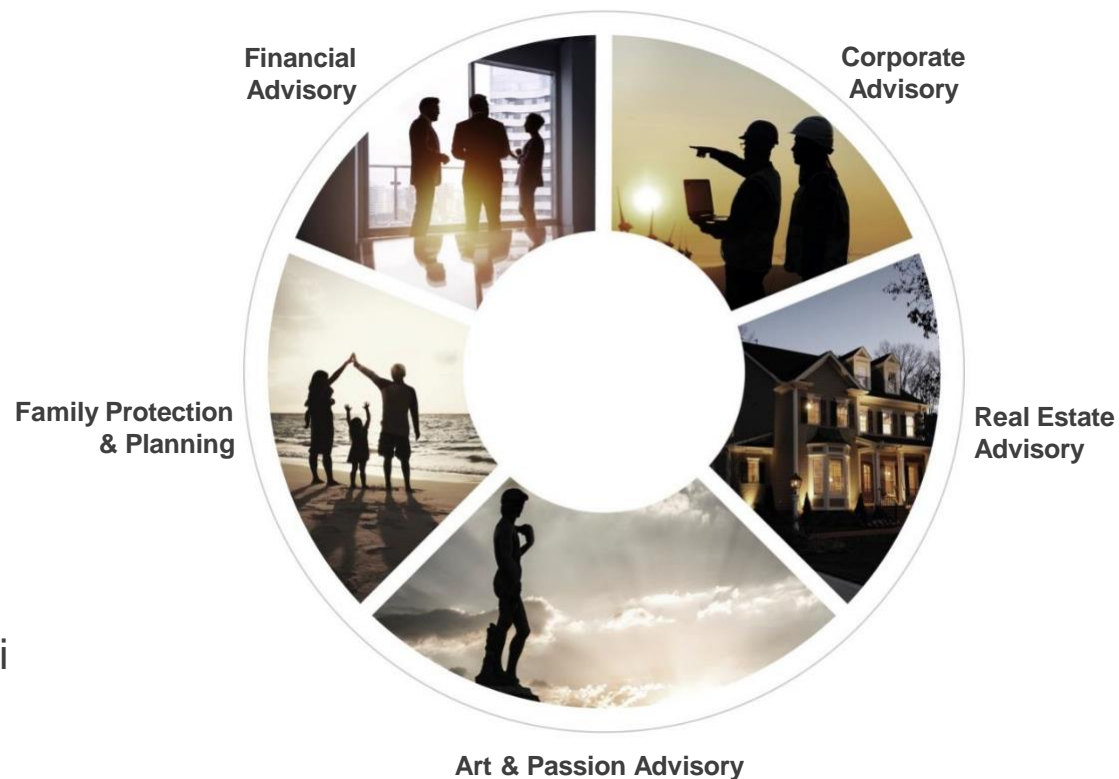 Financial
Advisory
Corporate
Advisory
Family Protection
& Planning
Real Estate
Advisory
i
Art & Passion Advisory